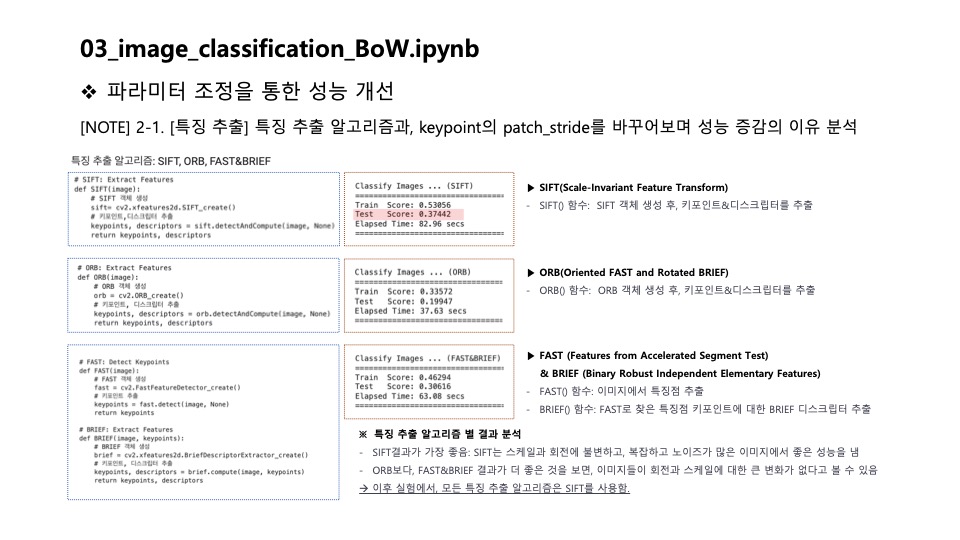 03_image_classification_BoW.ipynb
❖ 파라미터 조정을 통한 성능 개선
[NOTE] 2-1. [특징 추출] 특징 추출 알고리즘과, keypoint의 patch_stride를 바꾸어보며 성능 증감의 이유 분석
특징 추출 알고리즘: SIFT, ORB, FAST&BRIEF
# SIFT: Extract Features
def SIFT(image):
# SIFT 객체 생성
sift= cv2.xfeatures2d.SIFT_create()
# 키포인트,디스크립터 추출
keypoints, descriptors = sift.detectAndCompute(image, None)
return keypoints, descriptors
Classify Images ... (SIFT)
==================================
Train Score: 0.53056
Test Score: 0.37442
Elapsed Time: 82.96 secs
==================================
▶ SIFT(Scale-Invariant Feature Transform)
- SIFT() 함수: SIFT 객체 생성 후, 키포인트&디스크립터를 추출
# ORB: Extract Features
def ORB(image):
# ORB 객체 생성
orb = cv2.ORB_create()
# 키포인트, 디스크립터 추출
keypoints, descriptors = orb.detectAndCompute(image, None)
return keypoints, descriptors
Classify Images ... (ORB)
==================================
Train Score: 0.33572
Test Score: 0.19947
Elapsed Time: 37.63 secs
==================================
▶ ORB(Oriented FAST and Rotated BRIEF)
- ORB() 함수: ORB 객체 생성 후, 키포인트&디스크립터를 추출
# FAST: Detect Keypoints
def FAST(image):
# FAST 객체 생성
fast = cv2.FastFeatureDetector_create()
# 키포인트 추출
keypoints = fast.detect(image, None)
return keypoints
# BRIEF: Extract Features
def BRIEF(image, keypoints):
# BRIEF 객체 생성
brief = cv2.xfeatures2d.BriefDescriptorExtractor_create()
# 키포인트, 디스크립터 추출
keypoints, descriptors = brief.compute(image, keypoints)
return keypoints, descriptors
Classify Images ... (FAST&BRIEF)
==================================
Train Score: 0.46294
Test Score: 0.30616
Elapsed Time: 63.08 secs
==================================
▶ FAST (Features from Accelerated Segment Test)
& BRIEF (Binary Robust Independent Elementary Features)
- FAST() 함수: 이미지에서 특징점 추출
- BRIEF() 함수: FAST로 찾은 특징점 키포인트에 대한 BRIEF 디스크립터 추출
※ 특징 추출 알고리즘 별 결과 분석
- SIFT결과가 가장 좋음: SIFT는 스케일과 회전에 불변하고, 복잡하고 노이즈가 많은 이미지에서 좋은 성능을 냄
- ORB보다, FAST&BRIEF 결과가 더 좋은 것을 보면, 이미지들이 회전과 스케일에 대한 큰 변화가 없다고 볼 수 있음
→ 이후 실험에서, 모든 특징 추출 알고리즘은 SIFT를 사용함.